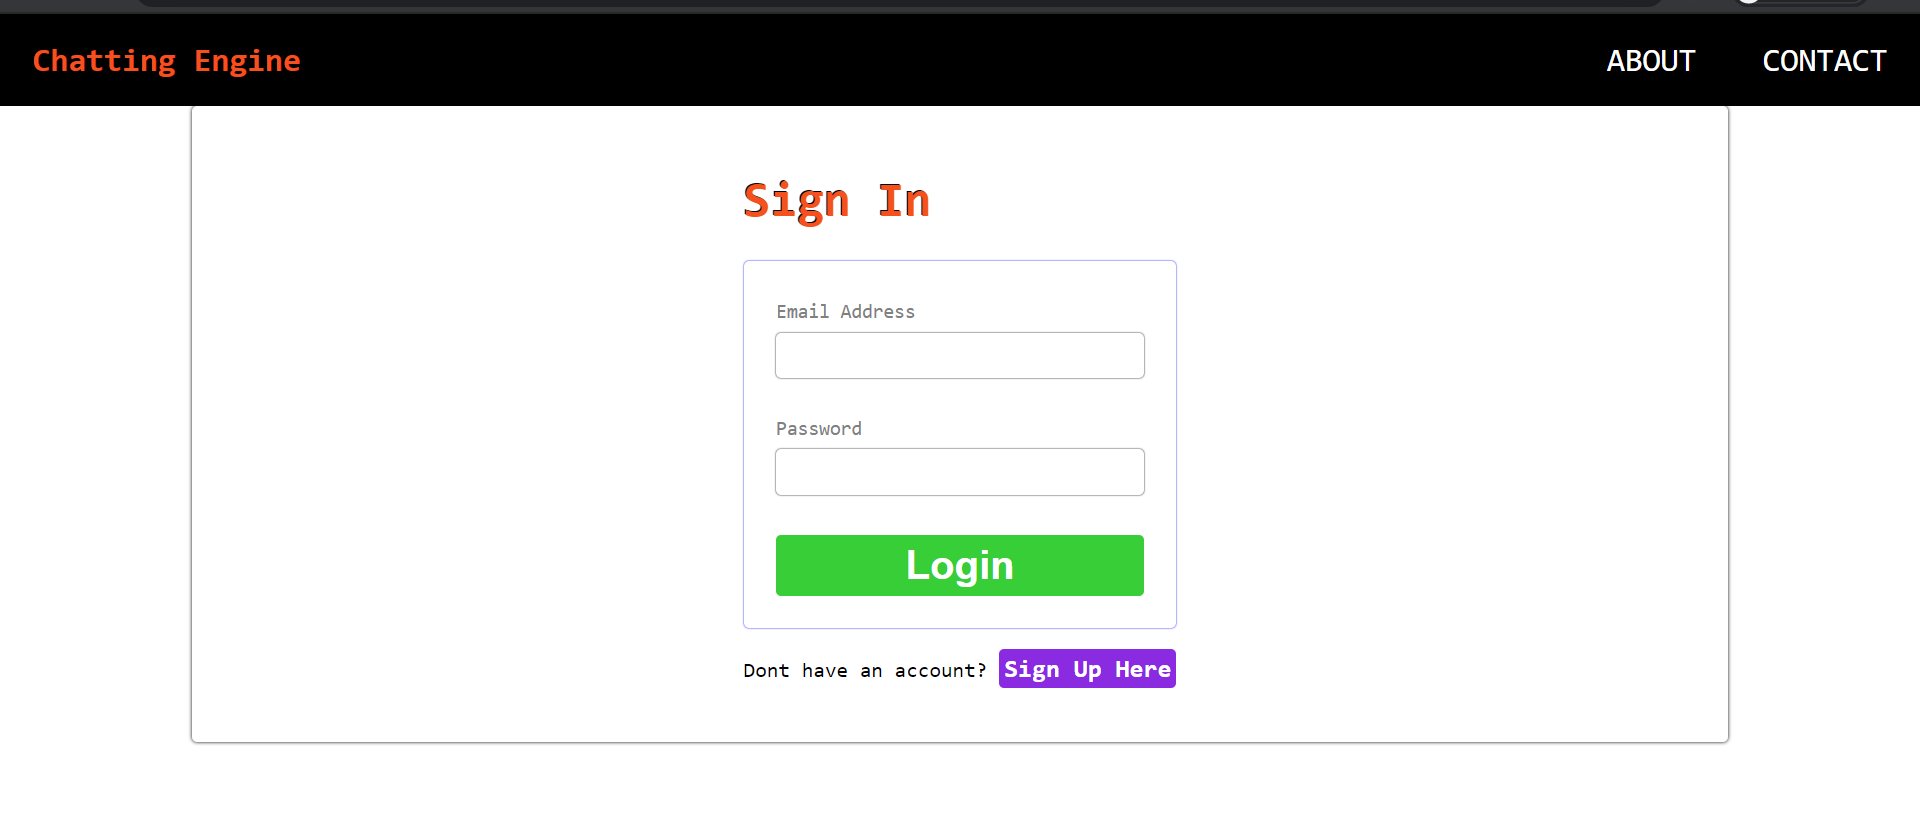 Chatting Engine ABOUT CONTACT
Sign In
Email Address
Password
Login
Dont have an account? Sign Up Here